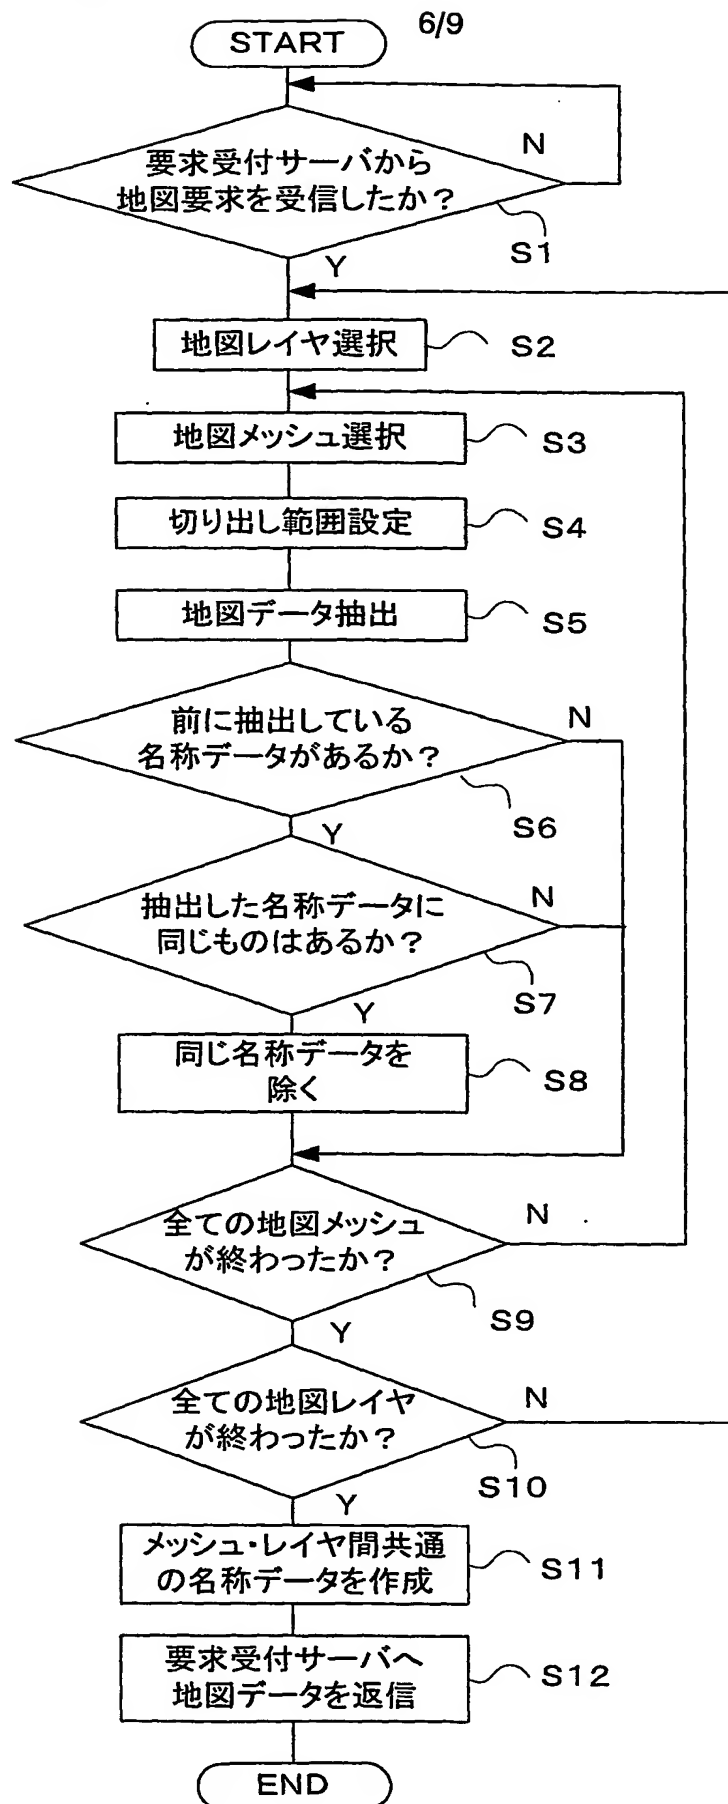 6/9
START
要求受付サーバから
地図要求を受信したか？
N
S1
Y
地図レイヤ選択
S2
地図メッシュ選択
S3
切り出し範囲設定
S4
地図データ抽出
S5
前に抽出している
名称データがあるか？
N
S6
Y
抽出した名称データに
同じものはあるか？
N
S7
Y
同じ名称データを
除く
S8
全ての地図メッシュ
が終わったか？
N
S9
Y
全ての地図レイヤ
が終わったか？
N
S10
Y
メッシュ・レイヤ間共通
の名称データを作成
S11
要求受付サーバへ
地図データを返信
S12
END